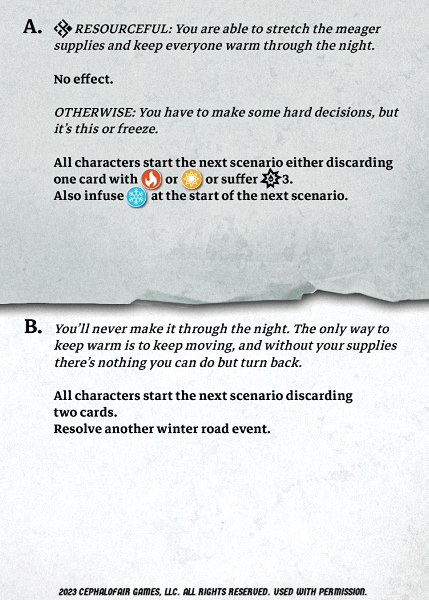 A. RESOURCEFUL: You are able to stretch the meager
supplies and keep everyone warm through the night.
No effect.
OTHERWISE: You have to make some hard decisions, but
it's this or freeze.
All characters start the next scenario either discarding
one card with or or suffer 3.
Also infuse at the start of the next scenario.
B. You'll never make it through the night. The only way to
keep warm is to keep moving, and without your supplies
there's nothing you can do but turn back.
All characters start the next scenario discarding
two cards.
Resolve another winter road event.
2023 CEPHALOFAIR GAMES, LLC. ALL RIGHTS RESERVED. USED WITH PERMISSION.